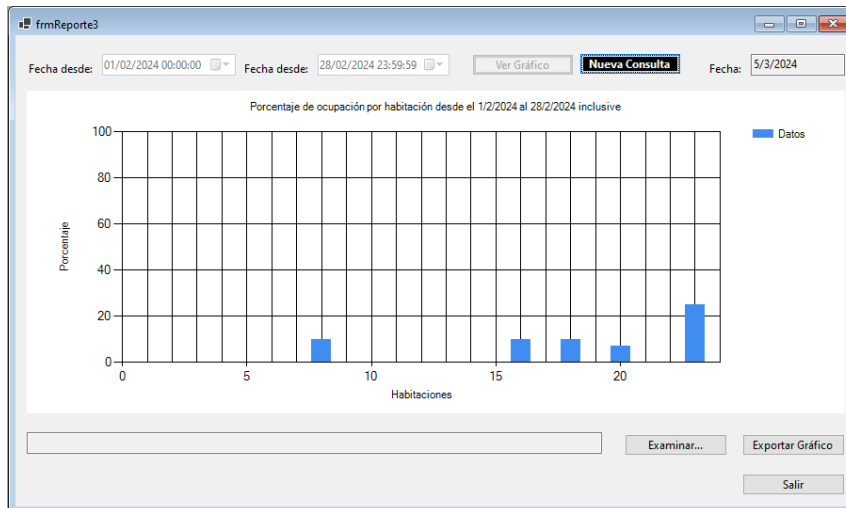 frmReporte3
Fecha desde: 01/02/2024 00:00:00 Fecha desde: 28/02/2024 23:59:59 Ver Gráfico Nueva Consulta Fecha: 5/3/2024
Porcentaje de ocupación por habitación desde el 1/2/2024 al 28/2/2024 inclusive
Datos
100
80
60
40
20
0
Porcentaje
0 5 10 15 20
Habitaciones
Examinar... Exportar Gráfico
Salir